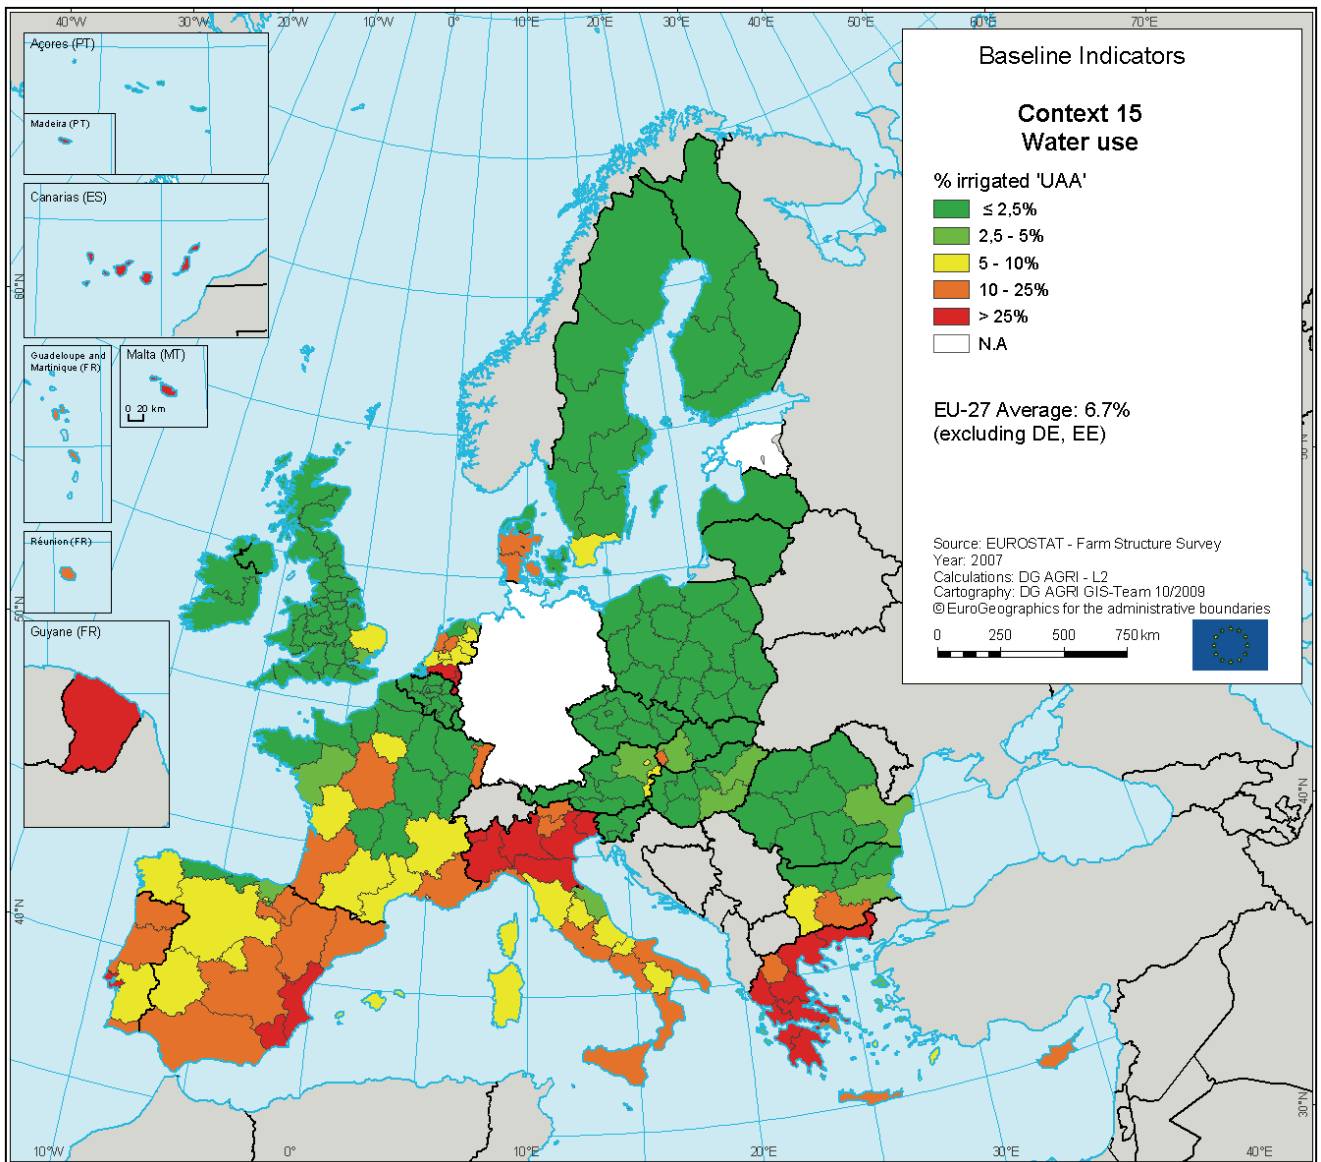 40°W
30°W
20°W
10°W
0°
10°E
20°E
30°E
40°E
50°E
60°E
70°E
Açores (PT)
Madeira (PT)
Canarias (ES)
Guadeloupe and
Martinique (FR)
Malta (MT)
0 20 km
Réunion (FR)
Guyane (FR)
60°N
50°N
40°N
Baseline Indicators
Context 15
Water use
% irrigated 'UAA'
≤ 2,5%
2,5 - 5%
5 - 10%
10 - 25%
> 25%
N.A
EU-27 Average: 6.7%
(excluding DE, EE)
Source: EUROSTAT - Farm Structure Survey
Year: 2007
Calculations: DG AGRI - L2
Cartography: DG AGRI GIS-Team 10/2009
© EuroGeographics for the administrative boundaries
0 250 500 750 km
40°N
30°N
10°W
0°
10°E
20°E
30°E
40°E